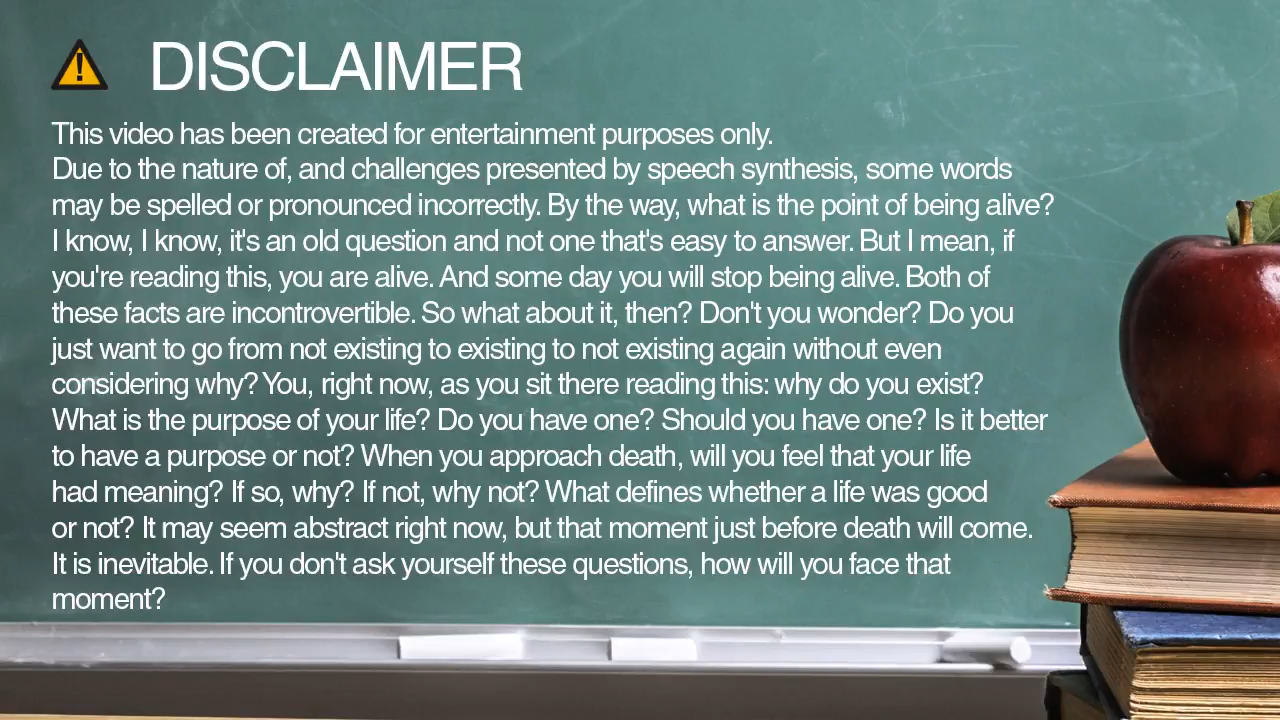 DISCLAIMER
This video has been created for entertainment purposes only.
Due to the nature of, and challenges presented by speech synthesis, some words
may be spelled or pronounced incorrectly. By the way, what is the point of being alive?
I know, I know, it's an old question and not one that's easy to answer. But I mean, if
you're reading this, you are alive. And some day you will stop being alive. Both of
these facts are incontrovertible. So what about it, then? Don't you wonder? Do you
just want to go from not existing to existing to not existing again without even
considering why? You, right now, as you sit there reading this: why do you exist?
What is the purpose of your life? Do you have one? Should you have one? Is it better
to have a purpose or not? When you approach death, will you feel that your life
had meaning? If so, why? If not, why not? What defines whether a life was good
or not? It may seem abstract right now, but that moment just before death will come.
It is inevitable. If you don't ask yourself these questions, how will you face that
moment?